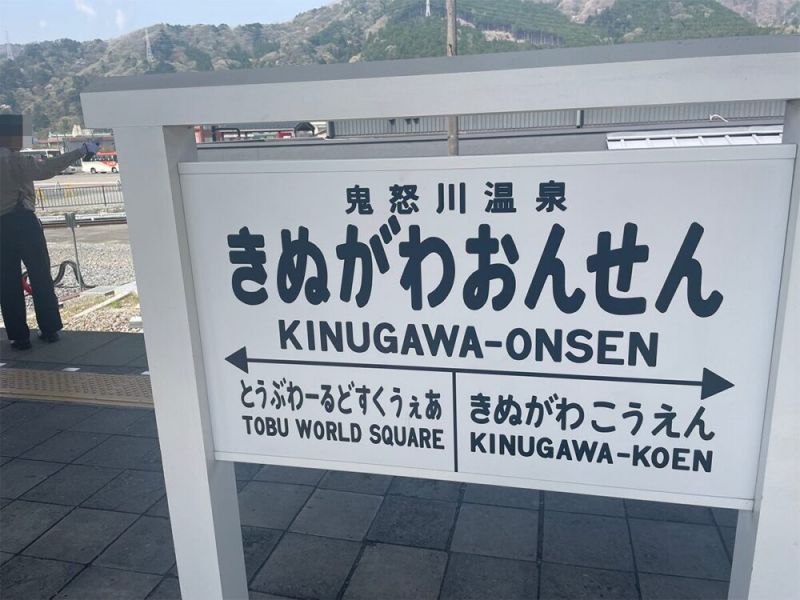 鬼怒川温泉
きぬがわおんせん
KINUGAWA-ONSEN
とうぶわーるどすくうぇあ
TOBU WORLD SQUARE
きぬがわこうえん
KINUGAWA-KOEN